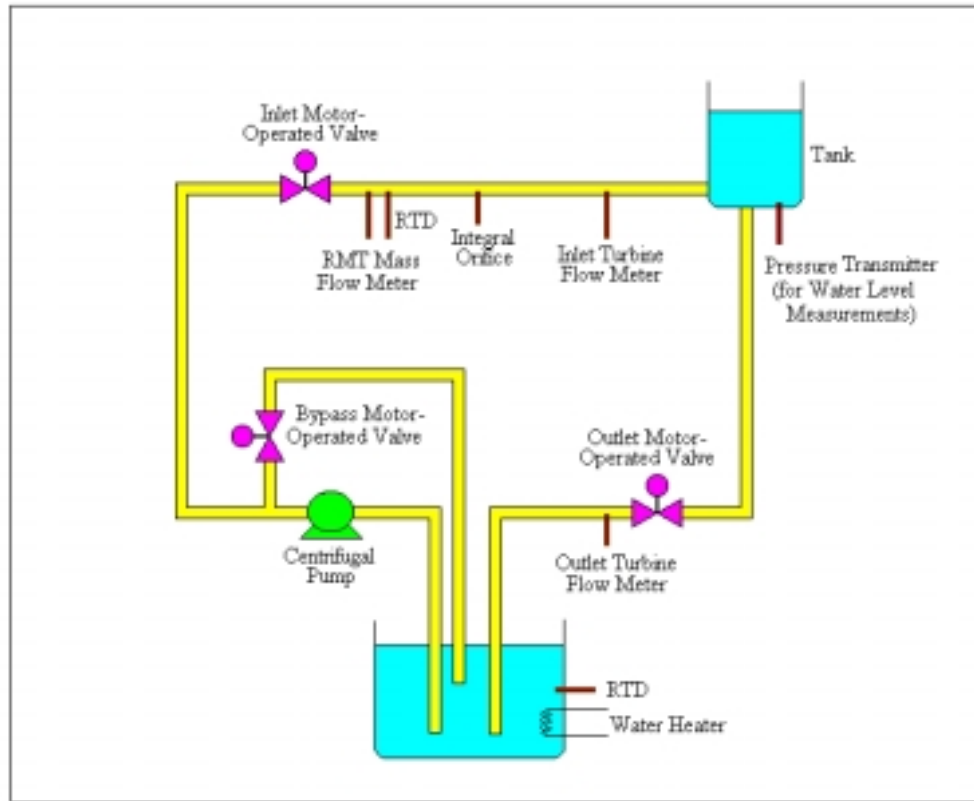 Inlet Motor-
Operated Valve
Tank
RTD
RMT Mass
Flow Meter
Integral
Orifice
Inlet Turbine
Flow Meter
Pressure Transmitter
(for Water Level
Measurements)
Bypass Motor-
Operated Valve
Outlet Motor-
Operated Valve
Centrifugal
Pump
Outlet Turbine
Flow Meter
RTD
Water Heater